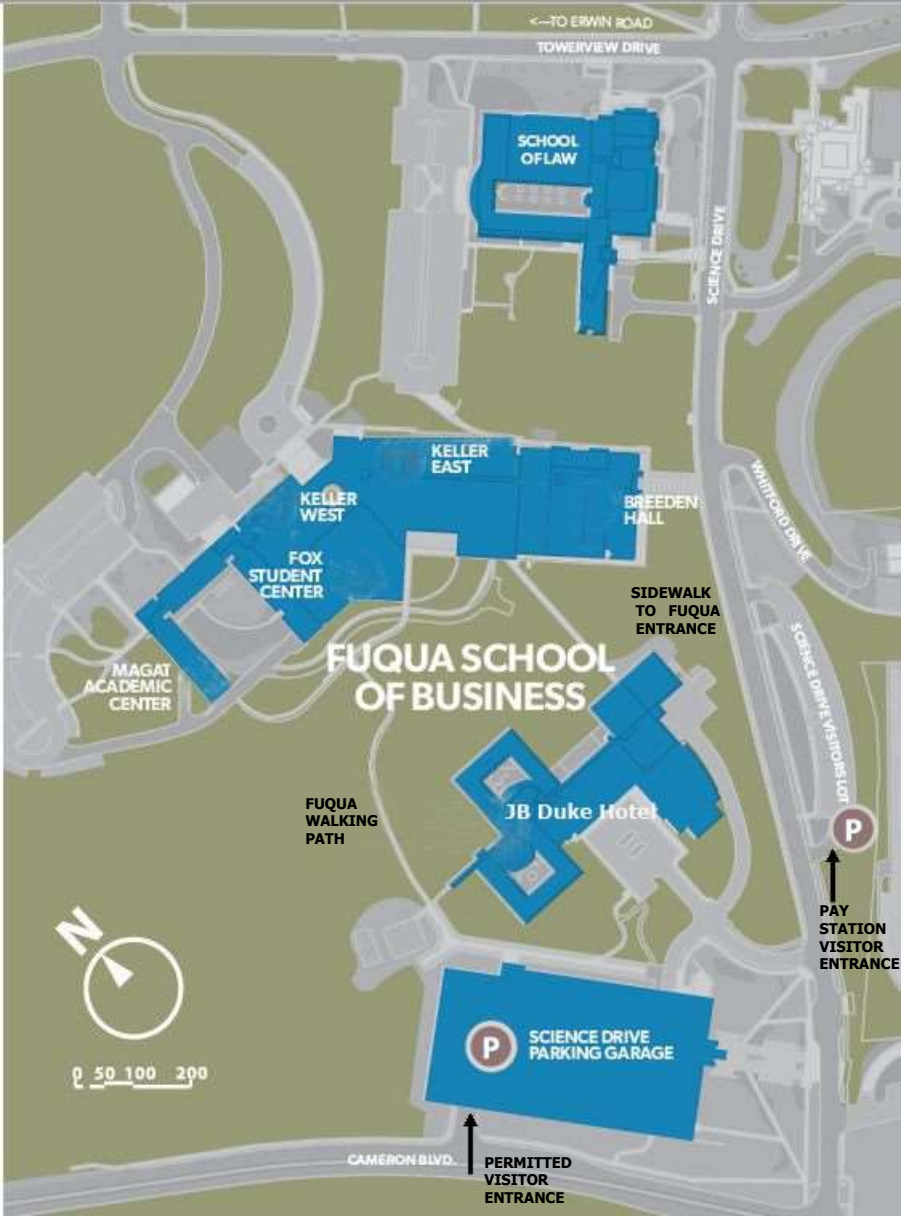 <--TO ERWIN ROAD
TOWERVIEW DRIVE
SCHOOL
OF LAW
SCIENCE DRIVE
KELLER
EAST
KELLER
WEST
BREEDEN
HALL
WHITFORD DRIVE
FOX
STUDENT
CENTER
SIDEWALK
TO FUQUA
ENTRANCE
MAGAT
ACADEMIC
CENTER
FUQUA SCHOOL
OF BUSINESS
SCIENCE DRIVE VISITORS LOT
FUQUA
WALKING
PATH
JB Duke Hotel
P
PAY
STATION
VISITOR
ENTRANCE
N
P
SCIENCE DRIVE
PARKING GARAGE
0 50 100 200
CAMERON BLVD.
PERMITTED
VISITOR
ENTRANCE